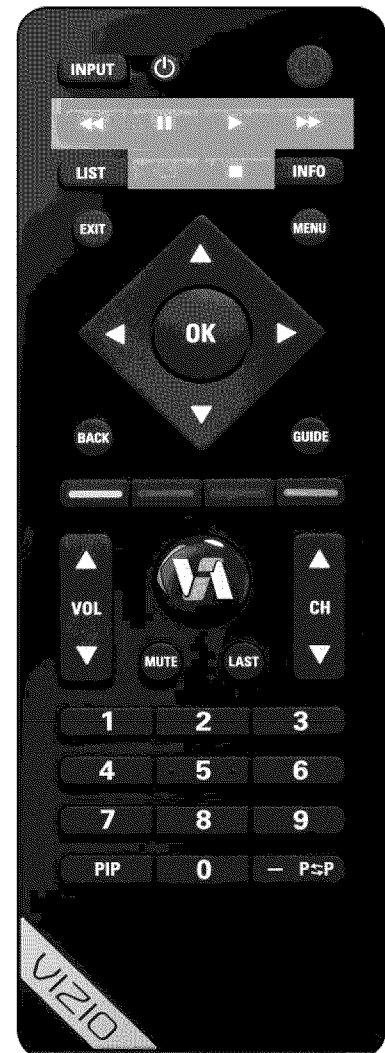 INPUT
LIST INFO
EXIT MENU
OK
BACK GUIDE
VOL CH
MUTE LAST
1 2 3
4 5 6
7 8 9
PIP 0 — P⇆P
VIZIO